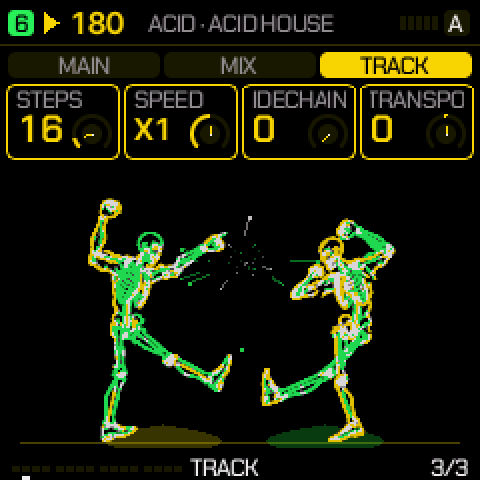 6 180 ACID · ACID HOUSE A
MAIN MIX TRACK
STEPS SPEED IDECHAIN TRANSPO
16 X1 0 0
TRACK 3/3